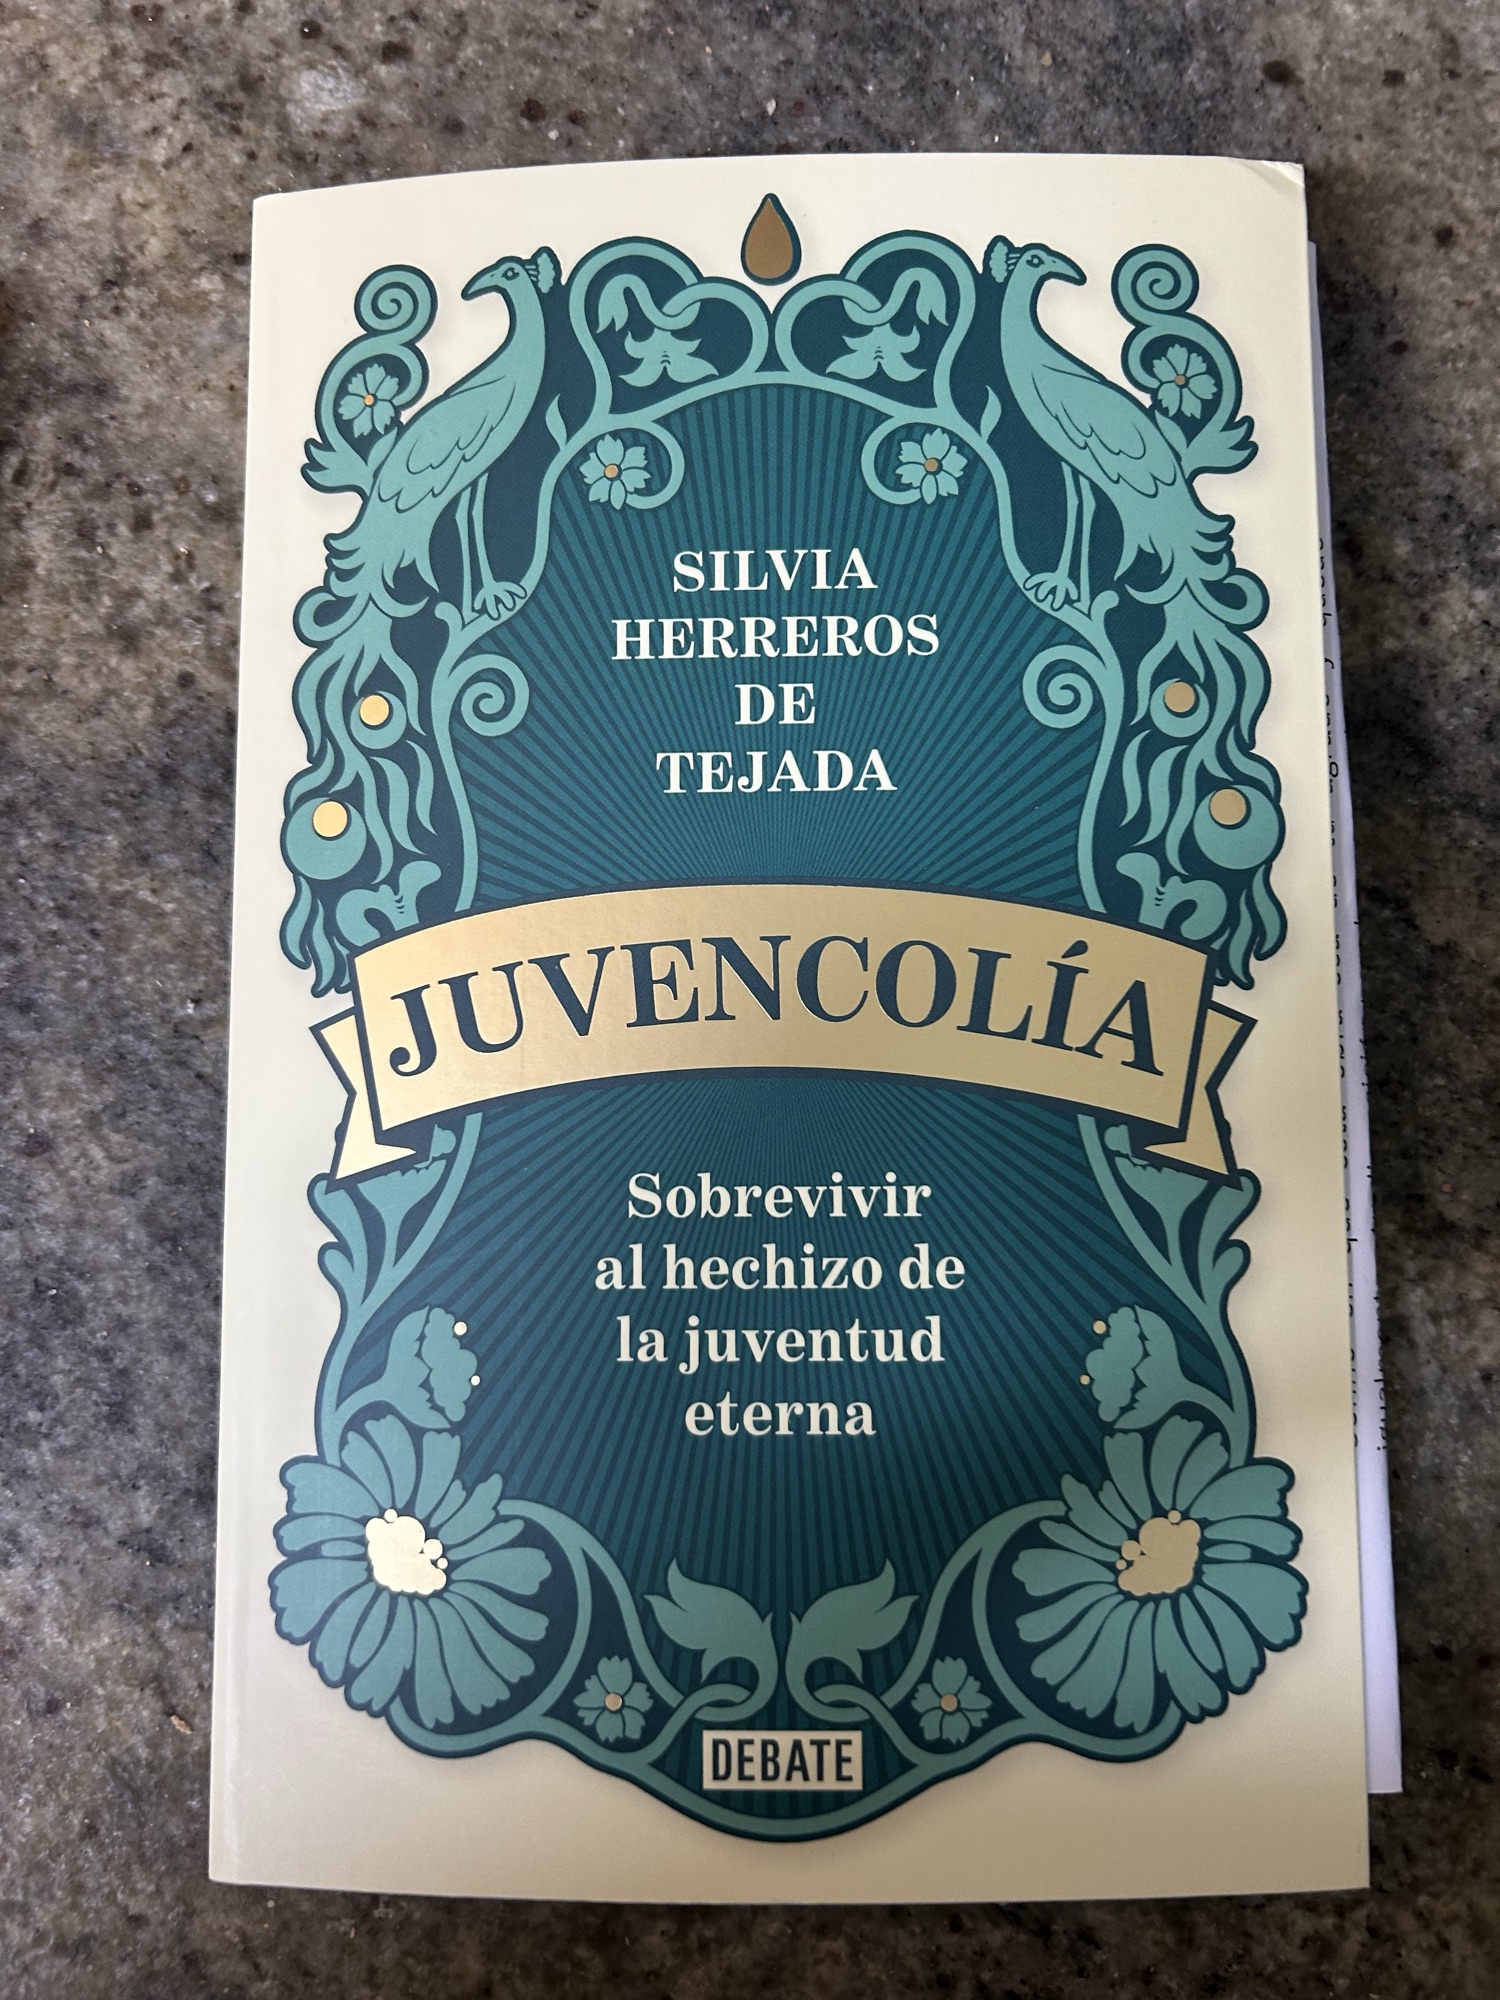 SILVIA
HERREROS
DE
TEJADA
JUVENCOLÍA
Sobrevivir
al hechizo de
la juventud
eterna
DEBATE